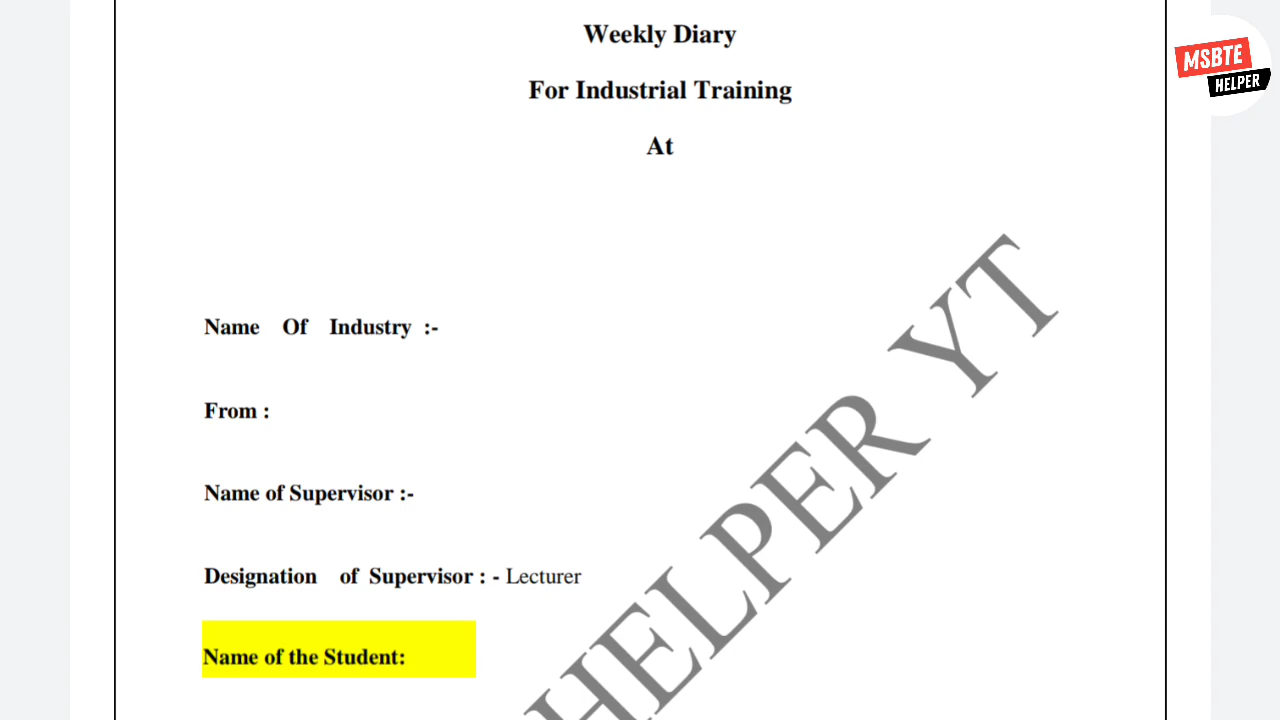 Weekly Diary
For Industrial Training
At
MSBTE
HELPER
Name Of Industry :-
From :
Name of Supervisor :-
Designation of Supervisor : - Lecturer
Name of the Student:
HELPER YT